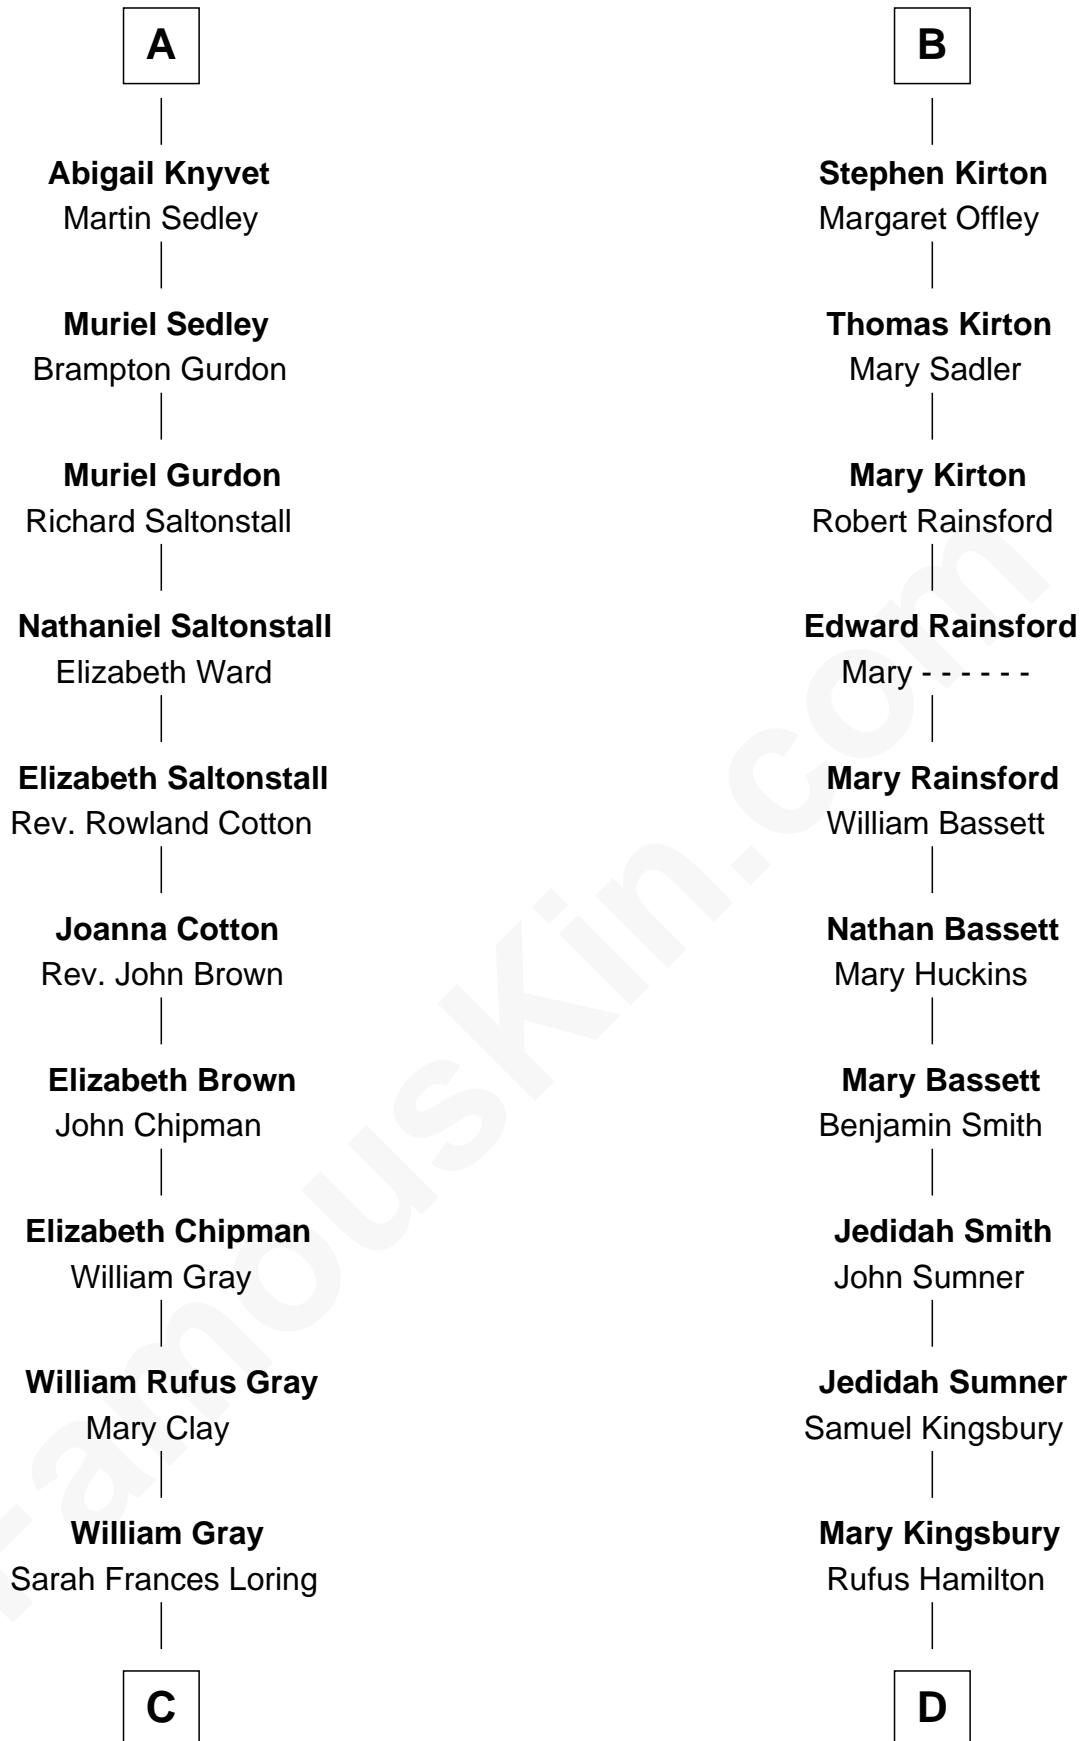 A
Abigail Knyvet
Martin Sedley
Muriel Sedley
Brampton Gurdon
Muriel Gurdon
Richard Saltonstall
Nathaniel Saltonstall
Elizabeth Ward
Elizabeth Saltonstall
Rev. Rowland Cotton
Joanna Cotton
Rev. John Brown
Elizabeth Brown
John Chipman
Elizabeth Chipman
William Gray
William Rufus Gray
Mary Clay
William Gray
Sarah Frances Loring
C
B
Stephen Kirton
Margaret Offley
Thomas Kirton
Mary Sadler
Mary Kirton
Robert Rainsford
Edward Rainsford
Mary - - - - - -
Mary Rainsford
William Bassett
Nathan Bassett
Mary Huckins
Mary Bassett
Benjamin Smith
Jedidah Smith
John Sumner
Jedidah Sumner
Samuel Kingsbury
Mary Kingsbury
Rufus Hamilton
D
FamousKin.com